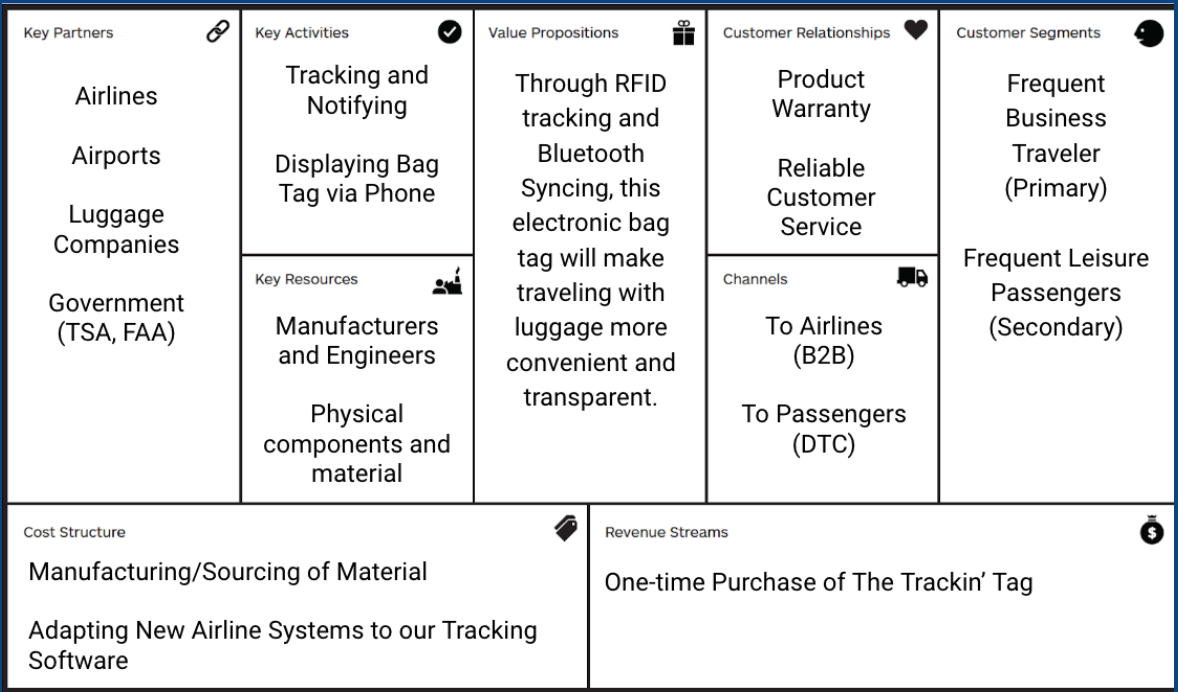 Key Partners
Airlines
Airports
Luggage
Companies
Government
(TSA, FAA)
Key Activities
Tracking and
Notifying
Displaying Bag
Tag via Phone
Key Resources
Manufacturers
and Engineers
Physical
components and
material
Value Propositions
Through RFID
tracking and
Bluetooth
Syncing, this
electronic bag
tag will make
traveling with
luggage more
convenient and
transparent.
Customer Relationships
Product
Warranty
Reliable
Customer
Service
Channels
To Airlines
(B2B)
To Passengers
(DTC)
Customer Segments
Frequent
Business
Traveler
(Primary)
Frequent Leisure
Passengers
(Secondary)
Cost Structure
Manufacturing/Sourcing of Material
Adapting New Airline Systems to our Tracking
Software
Revenue Streams
$
One-time Purchase of The Trackin’ Tag